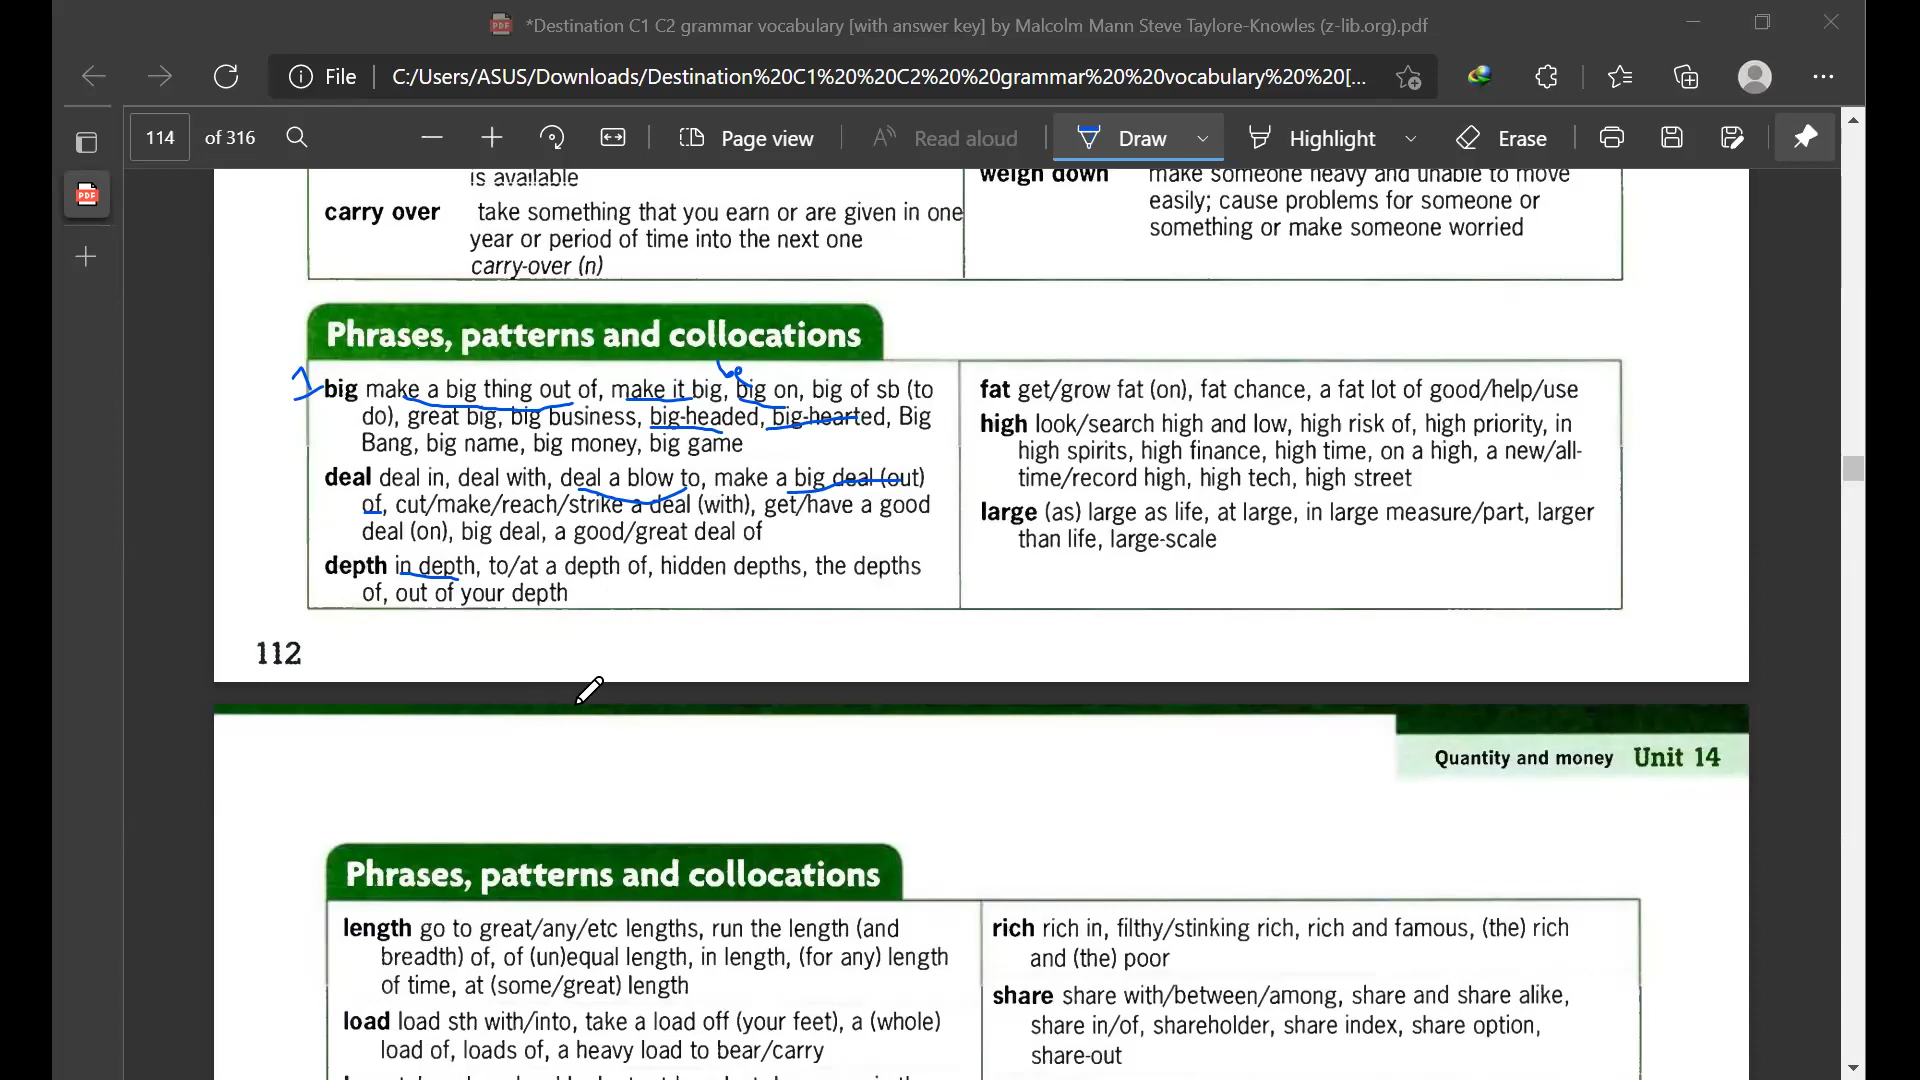 *Destination C1 C2 grammar vocabulary [with answer key] by Malcolm Mann Steve Taylore-Knowles (z-lib.org).pdf
File
C:/Users/ASUS/Downloads/Destination%20C1%20%20C2%20%20grammar%20%20vocabulary%20%20[...
114 of 316
Page view
Read aloud
Draw
Highlight
Erase
is available
carry over take something that you earn or are given in one
year or period of time into the next one
carry-over (n)
weigh down make someone heavy and unable to move
easily; cause problems for someone or
something or make someone worried
Phrases, patterns and collocations
be
1
big make a big thing out of, make it big, big on, big of sb (to
do), great big, big business, big-headed, big-hearted, Big
Bang, big name, big money, big game
deal deal in, deal with, deal a blow to, make a big deal (out)
of, cut/make/reach/strike a deal (with), get/have a good
deal (on), big deal, a good/great deal of
depth in depth, to/at a depth of, hidden depths, the depths
of, out of your depth
fat get/grow fat (on), fat chance, a fat lot of good/help/use
high look/search high and low, high risk of, high priority, in
high spirits, high finance, high time, on a high, a new/all-
time/record high, high tech, high street
large (as) large as life, at large, in large measure/part, larger
than life, large-scale
112
Quantity and money Unit 14
Phrases, patterns and collocations
length go to great/any/etc lengths, run the length (and
breadth) of, of (un)equal length, in length, (for any) length
of time, at (some/great) length
load load sth with/into, take a load off (your feet), a (whole)
load of, loads of, a heavy load to bear/carry
rich rich in, filthy/stinking rich, rich and famous, (the) rich
and (the) poor
share share with/between/among, share and share alike,
share in/of, shareholder, share index, share option,
share-out